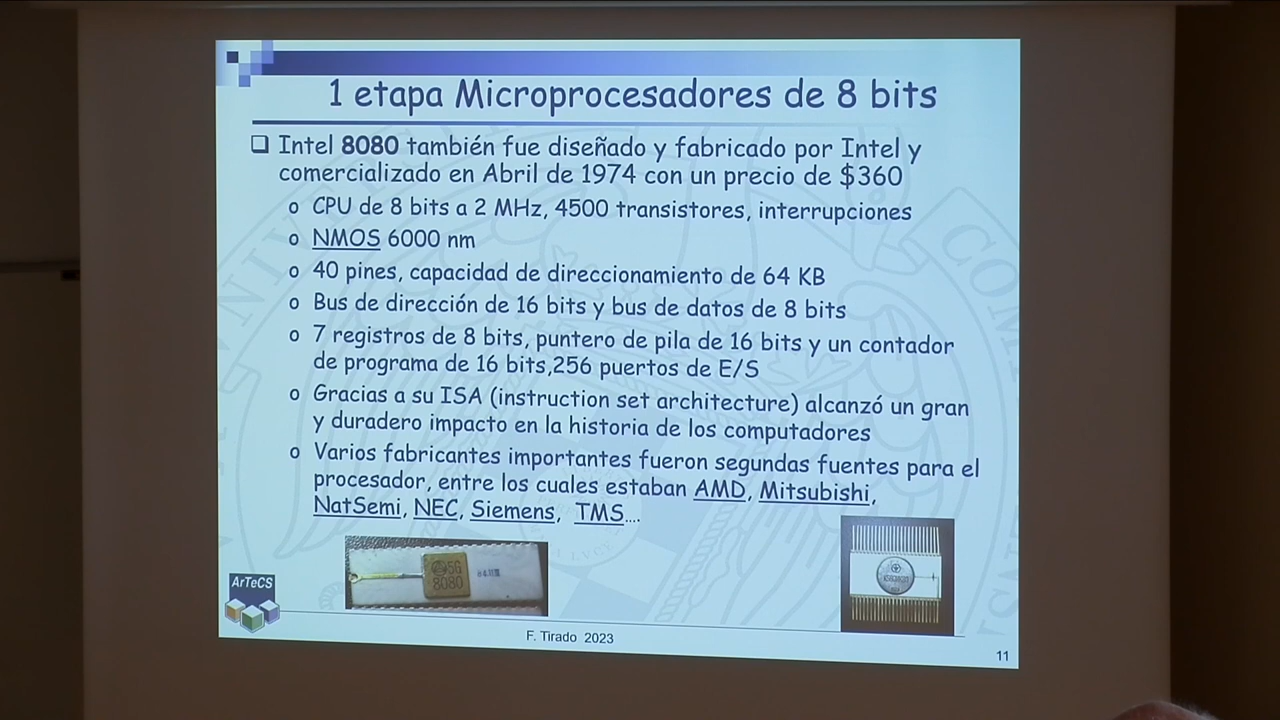 1 etapa Microprocesadores de 8 bits
❑ Intel 8080 también fue diseñado y fabricado por Intel y
comercializado en Abril de 1974 con un precio de $360
o CPU de 8 bits a 2 MHz, 4500 transistores, interrupciones
o NMOS 6000 nm
o 40 pines, capacidad de direccionamiento de 64 KB
o Bus de dirección de 16 bits y bus de datos de 8 bits
o 7 registros de 8 bits, puntero de pila de 16 bits y un contador
de programa de 16 bits,256 puertos de E/S
o Gracias a su ISA (instruction set architecture) alcanzó un gran
y duradero impacto en la historia de los computadores
o Varios fabricantes importantes fueron segundas fuentes para el
procesador, entre los cuales estaban AMD, Mitsubishi,
NatSemi, NEC, Siemens, TMS....
8080
ArTeCS
F. Tirado 2023
11